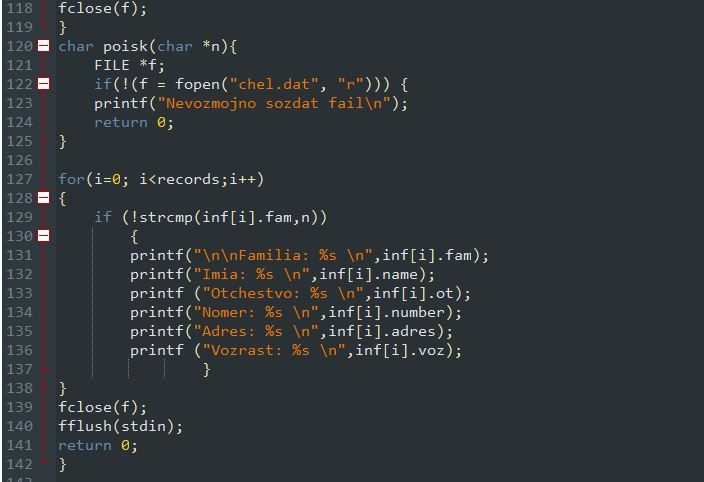 118 fclose(f);
119 }
120 char poisk(char *n){
121 FILE *f;
122 if(!(f = fopen("chel.dat", "r"))) {
123 printf("Nevozmojno sozdat fail\n");
124 return 0;
125 }
126
127 for(i=0; i<records;i++)
128 {
129 if (!strcmp(inf[i].fam,n))
130 {
131 printf("\n\nFamilia: %s \n",inf[i].fam);
132 printf("Imia: %s \n",inf[i].name);
133 printf ("Otchestvo: %s \n",inf[i].ot);
134 printf("Nomer: %s \n",inf[i].number);
135 printf("Adres: %s \n",inf[i].adres);
136 printf ("Vozrast: %s \n",inf[i].voz);
137 }
138 }
139 fclose(f);
140 fflush(stdin);
141 return 0;
142 }